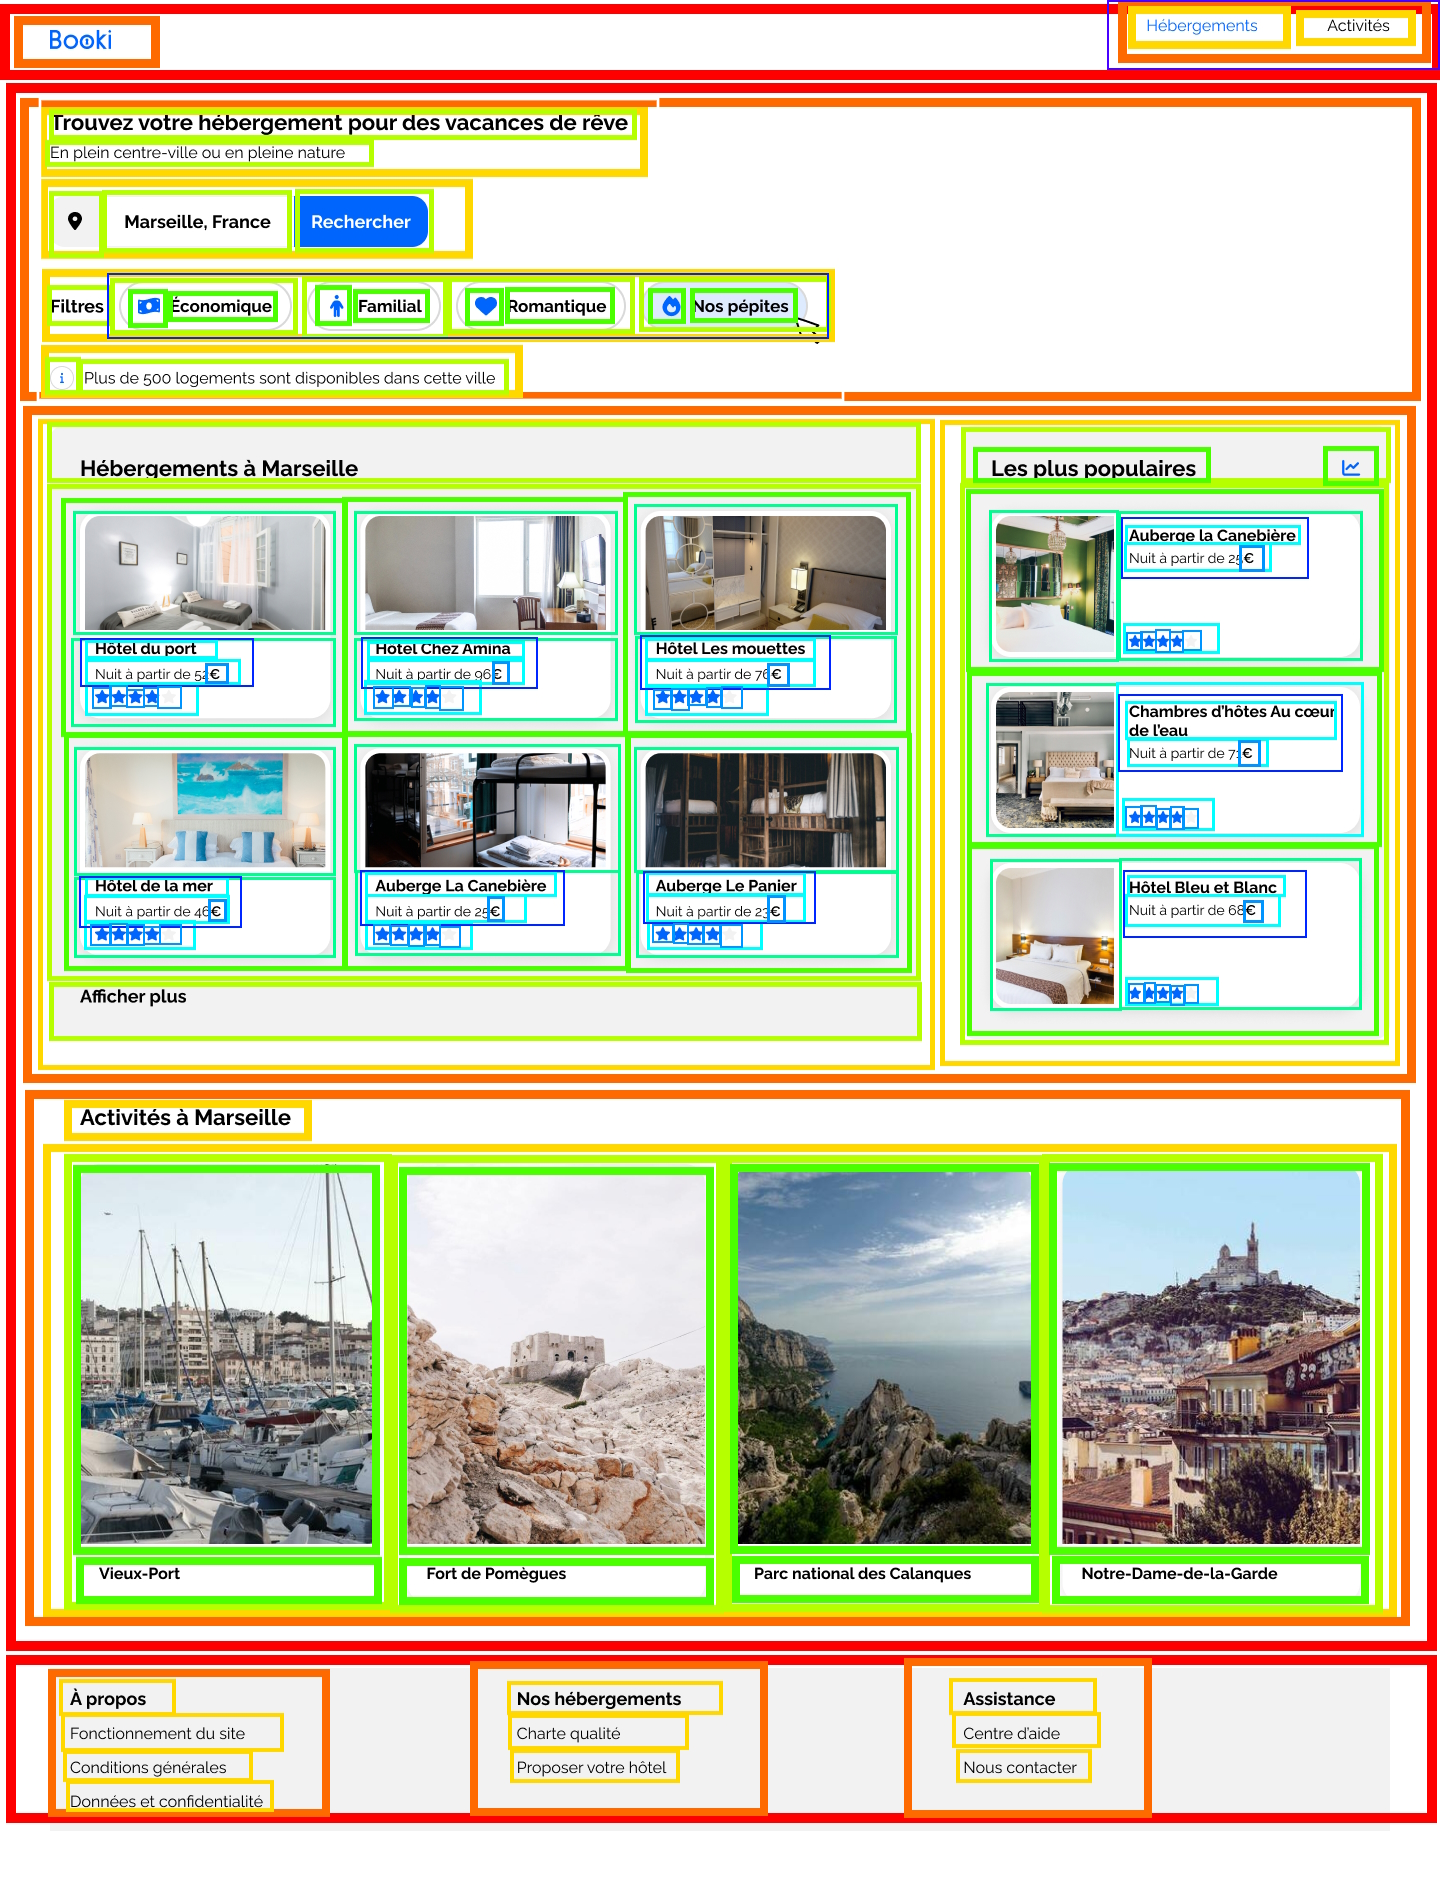 Booki
Hébergements
Activités
Trouvez votre hébergement pour des vacances de rêve
En plein centre-ville ou en pleine nature
Marseille, France
Rechercher
Filtres
Économique
Familial
Romantique
Nos pépites
Plus de 500 logements sont disponibles dans cette ville
Hébergements à Marseille
Hôtel du port
Nuit à partir de 52€
Hôtel Chez Amina
Nuit à partir de 96€
Hôtel Les mouettes
Nuit à partir de 76€
Hôtel de la mer
Nuit à partir de 46€
Auberge La Canebière
Nuit à partir de 25€
Auberge Le Panier
Nuit à partir de 23€
Afficher plus
Les plus populaires
Auberge la Canebière
Nuit à partir de 25€
Chambres d'hôtes Au cœur
de l'eau
Nuit à partir de 71€
Hôtel Bleu et Blanc
Nuit à partir de 68€
Activités à Marseille
Vieux-Port
Fort de Pomègues
Parc national des Calanques
Notre-Dame-de-la-Garde
À propos
Fonctionnement du site
Conditions générales
Données et confidentialité
Nos hébergements
Charte qualité
Proposer votre hôtel
Assistance
Centre d'aide
Nous contacter